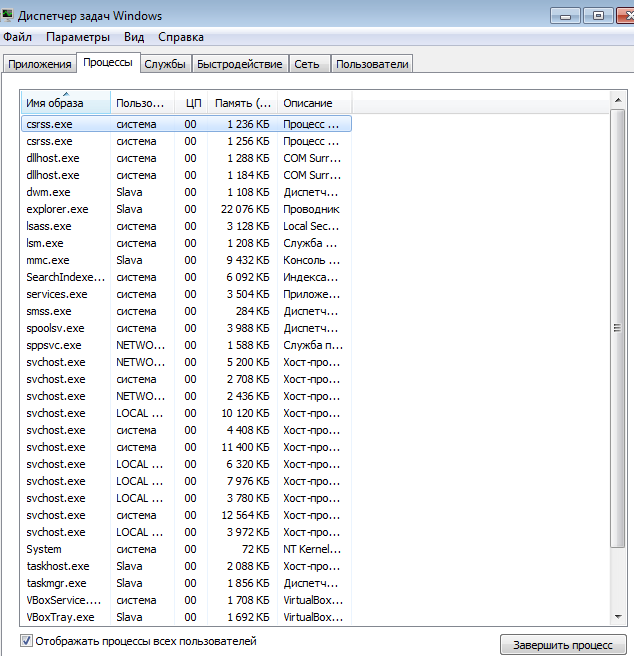 Диспетчер задач Windows
Файл Параметры Вид Справка
Приложения Процессы Службы Быстродействие Сеть Пользователи
Имя образа Пользо... ЦП Память (... Описание
csrss.exe система 00 1 236 КБ Процесс ...
csrss.exe система 00 1 256 КБ Процесс ...
dllhost.exe система 00 1 288 КБ COM Surr...
dllhost.exe система 00 1 184 КБ COM Surr...
dwm.exe Slava 00 1 108 КБ Диспетч...
explorer.exe Slava 00 22 076 КБ Проводник
lsass.exe система 00 3 128 КБ Local Sec...
lsm.exe система 00 1 208 КБ Служба ...
mmc.exe Slava 00 9 432 КБ Консоль ...
SearchIndexe... система 00 6 092 КБ Индекса...
services.exe система 00 3 504 КБ Приложе...
smss.exe система 00 284 КБ Диспетч...
spoolsv.exe система 00 3 988 КБ Диспетч...
sppsvc.exe NETWO... 00 1 588 КБ Служба п...
svchost.exe NETWO... 00 5 200 КБ Хост-про...
svchost.exe система 00 2 708 КБ Хост-про...
svchost.exe NETWO... 00 2 436 КБ Хост-про...
svchost.exe LOCAL ... 00 10 120 КБ Хост-про...
svchost.exe система 00 4 408 КБ Хост-про...
svchost.exe система 00 11 400 КБ Хост-про...
svchost.exe LOCAL ... 00 6 320 КБ Хост-про...
svchost.exe LOCAL ... 00 7 976 КБ Хост-про...
svchost.exe LOCAL ... 00 3 780 КБ Хост-про...
svchost.exe система 00 12 564 КБ Хост-про...
svchost.exe LOCAL ... 00 3 972 КБ Хост-про...
System система 00 72 КБ NT Kernel...
taskhost.exe Slava 00 2 088 КБ Хост-про...
taskmgr.exe Slava 00 1 856 КБ Диспетч...
VBoxService.... система 00 1 708 КБ VirtualBox...
VBoxTray.exe Slava 00 1 692 КБ VirtualBox...
Отображать процессы всех пользователей
Завершить процесс